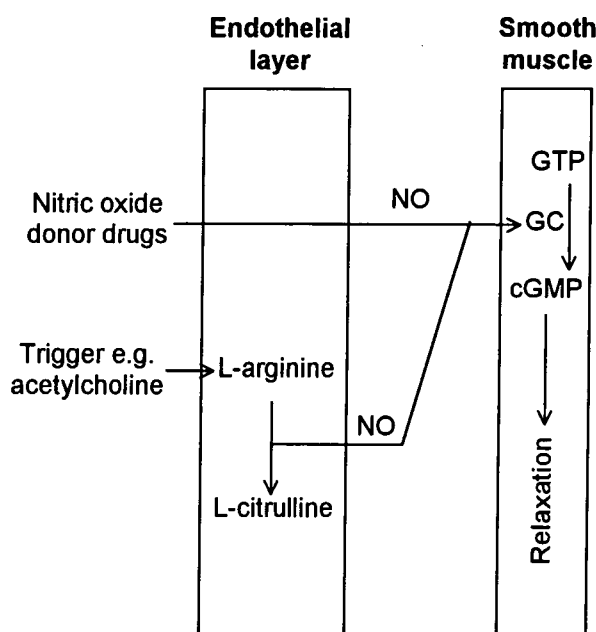 Endothelial
layer
Smooth
muscle
GTP
NO
Nitric oxide
donor drugs
GC
cGMP
Trigger e.g.
acetylcholine
L-arginine
NO
L-citrulline
Relaxation